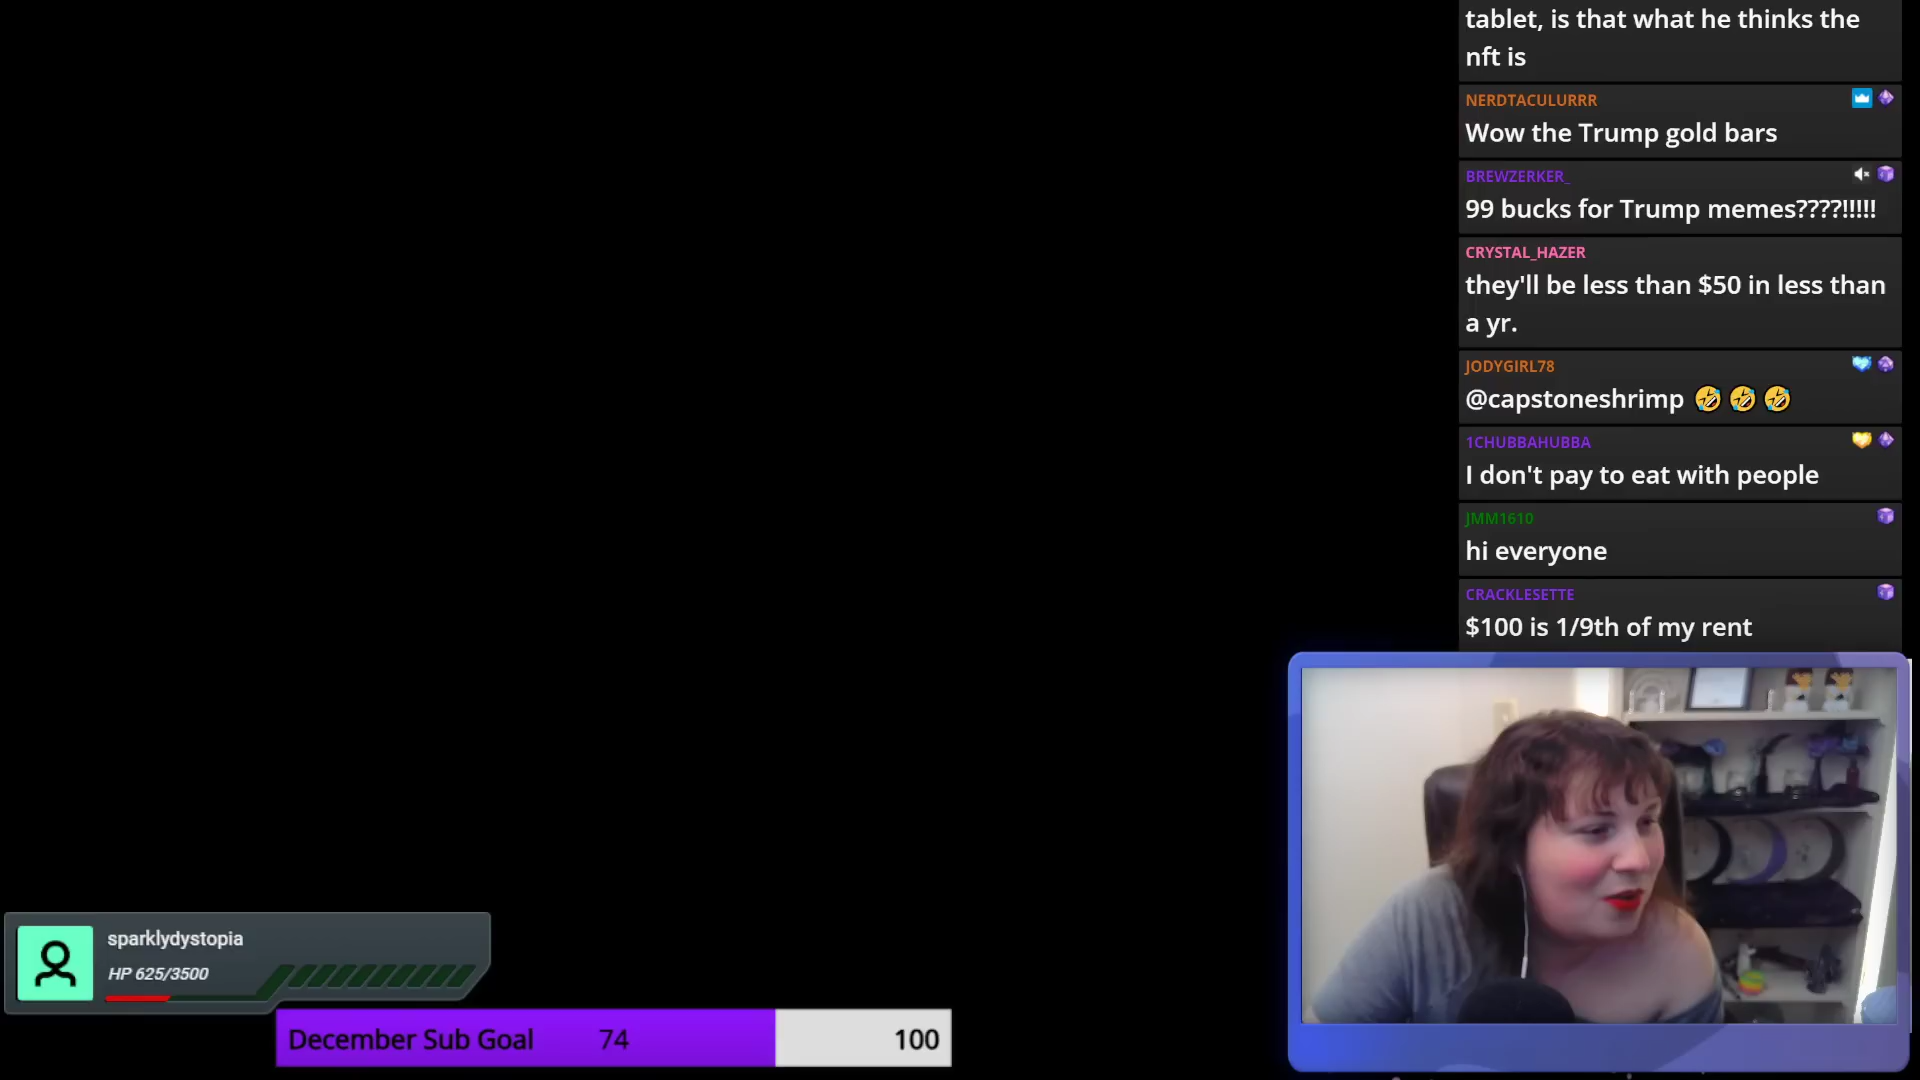 tablet, is that what he thinks the
nft is
NERDTACULURRR
Wow the Trump gold bars
BREWZERKER_
99 bucks for Trump memes????!!!!!
CRYSTAL_HAZER
they'll be less than $50 in less than
a yr.
JODYGIRL78
@capstoneshrimp 🤣 🤣 🤣
1CHUBBAHUBBA
I don't pay to eat with people
JMM1610
hi everyone
CRACKLESETTE
$100 is 1/9th of my rent
sparklydystopia
HP 625/3500
December Sub Goal 74 100